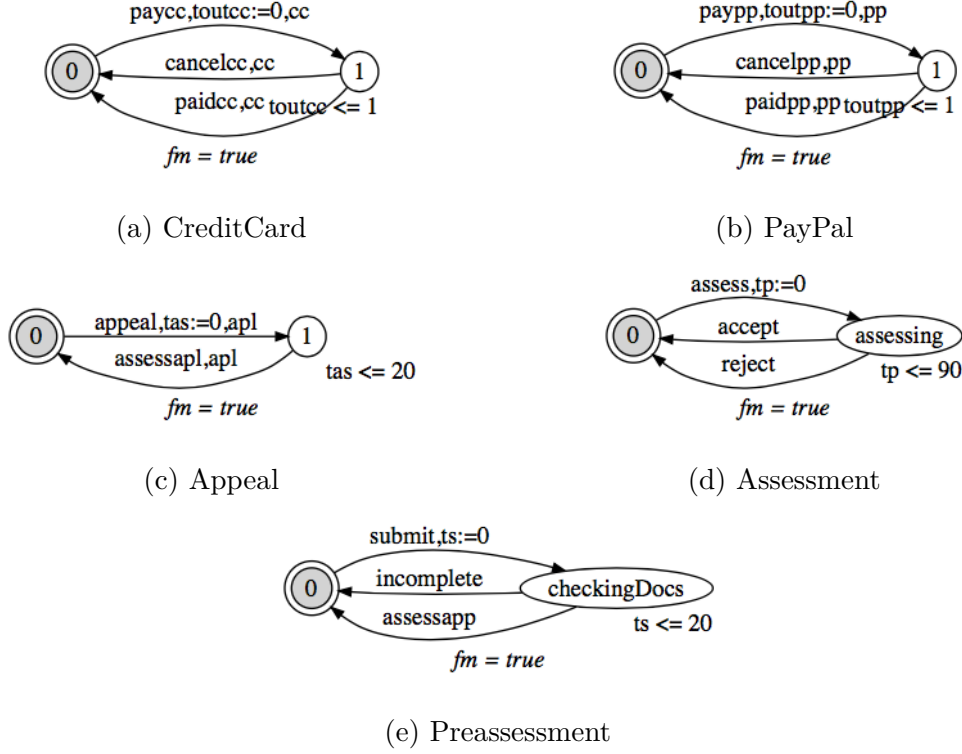 paycc,toutcc:=0,cc
0
cancelcc,cc
1
paidcc,cc
toutcc <= 1
fm = true
(a) CreditCard
paypp,toutpp:=0,pp
0
cancelpp,pp
1
paidpp,pp
toutpp <= 1
fm = true
(b) PayPal
0
appeal,tas:=0,apl
1
assessapl,apl
tas <= 20
fm = true
(c) Appeal
assess,tp:=0
0
accept
assessing
reject
tp <= 90
fm = true
(d) Assessment
submit,ts:=0
0
incomplete
checkingDocs
assessapp
ts <= 20
fm = true
(e) Preassessment